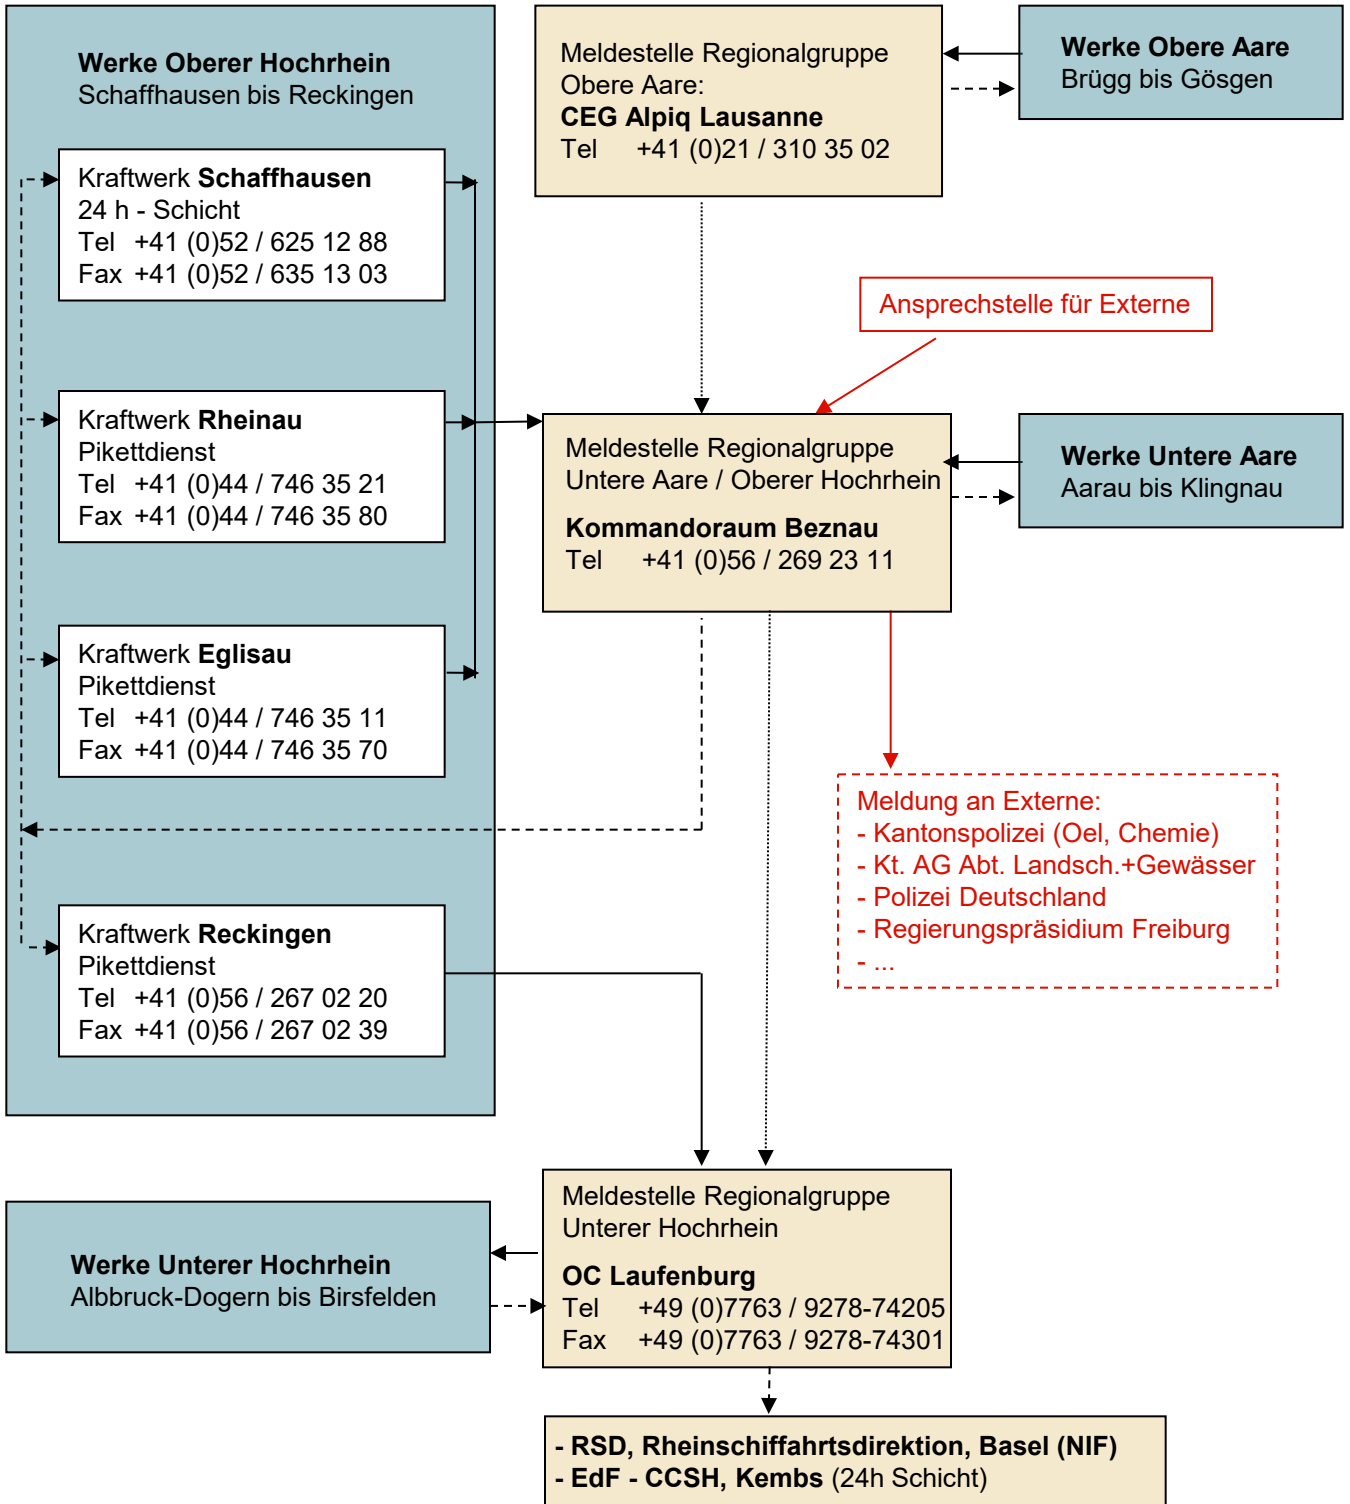 Werke Oberer Hochrhein
Schaffhausen bis Reckingen
Kraftwerk Schaffhausen
24 h - Schicht
Tel +41 (0)52 / 625 12 88
Fax +41 (0)52 / 635 13 03
Kraftwerk Rheinau
Pikettdienst
Tel +41 (0)44 / 746 35 21
Fax +41 (0)44 / 746 35 80
Kraftwerk Eglisau
Pikettdienst
Tel +41 (0)44 / 746 35 11
Fax +41 (0)44 / 746 35 70
Kraftwerk Reckingen
Pikettdienst
Tel +41 (0)56 / 267 02 20
Fax +41 (0)56 / 267 02 39
Meldestelle Regionalgruppe
Obere Aare:
CEG Alpiq Lausanne
Tel +41 (0)21 / 310 35 02
Werke Obere Aare
Brügg bis Gösgen
Ansprechstelle für Externe
Meldestelle Regionalgruppe
Untere Aare / Oberer Hochrhein
Kommandoraum Beznau
Tel +41 (0)56 / 269 23 11
Werke Untere Aare
Aarau bis Klingnau
Meldung an Externe:
- Kantonspolizei (Oel, Chemie)
- Kt. AG Abt. Landsch.+Gewässer
- Polizei Deutschland
- Regierungspräsidium Freiburg
- ...
Werke Unterer Hochrhein
Albbruck-Dogern bis Birsfelden
Meldestelle Regionalgruppe
Unterer Hochrhein
OC Laufenburg
Tel +49 (0)7763 / 9278-74205
Fax +49 (0)7763 / 9278-74301
- RSD, Rheinschiffahrtsdirektion, Basel (NIF)
- EdF - CCSH, Kembs (24h Schicht)